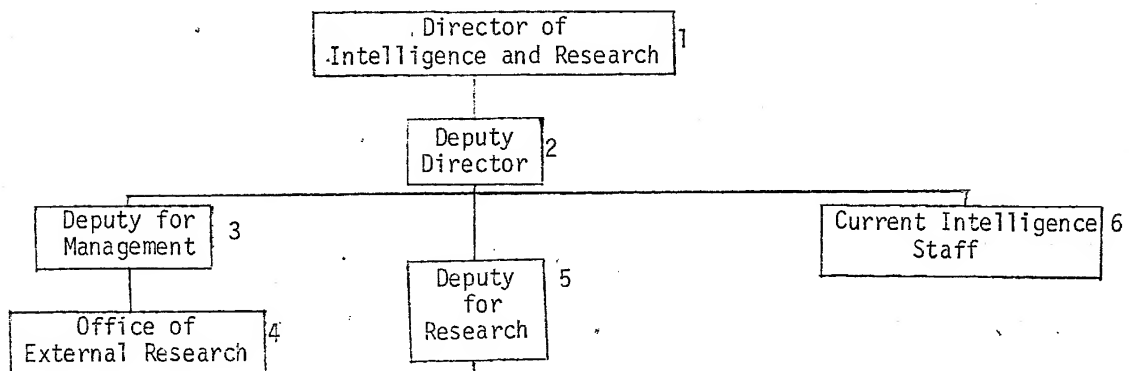 Director of
Intelligence and Research
1
Deputy
Director
2
Deputy for
Management
3
Current Intelligence
Staff
6
Deputy
for
Research
5
Office of
External Research
4